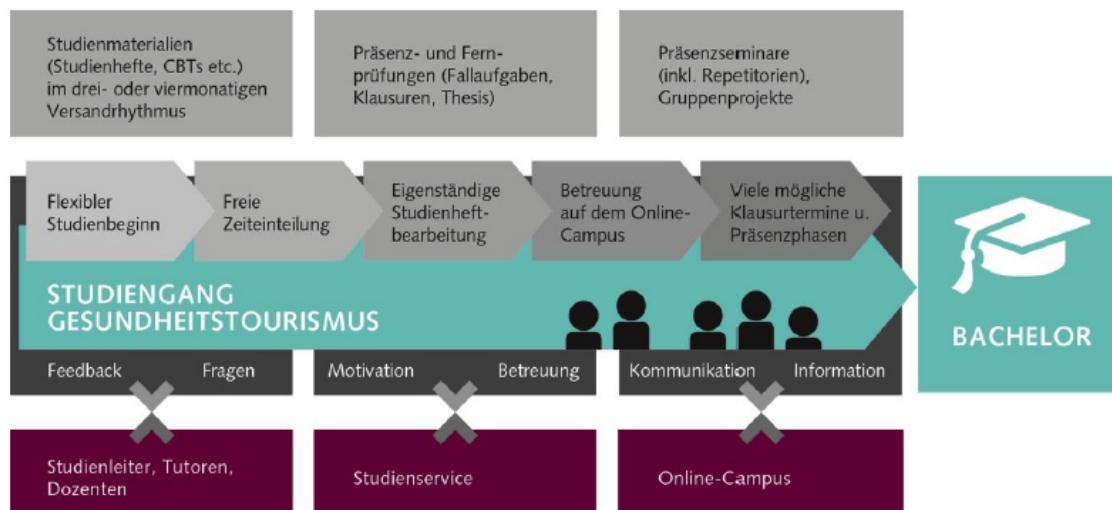 Studienmaterialien
(Studienhefte, CBTs etc.)
im drei- oder viermonatigen
Versandrhythmus
Präsenz- und Fern-
prüfungen (Fallaufgaben,
Klausuren, Thesis)
Präsenzseminare
(inkl. Repetitorien),
Gruppenprojekte
Flexibler
Studienbeginn
Freie
Zeiteinteilung
Eigenständige
Studienheft-
bearbeitung
Betreuung
auf dem Online-
Campus
Viele mögliche
Klausurtermine u.
Präsenzphasen
STUDIENGANG
GESUNDHEITSTOURISMUS
BACHELOR
Feedback
Fragen
Motivation
Betreuung
Kommunikation
Information
Studienleiter, Tutoren,
Dozenten
Studienservice
Online-Campus